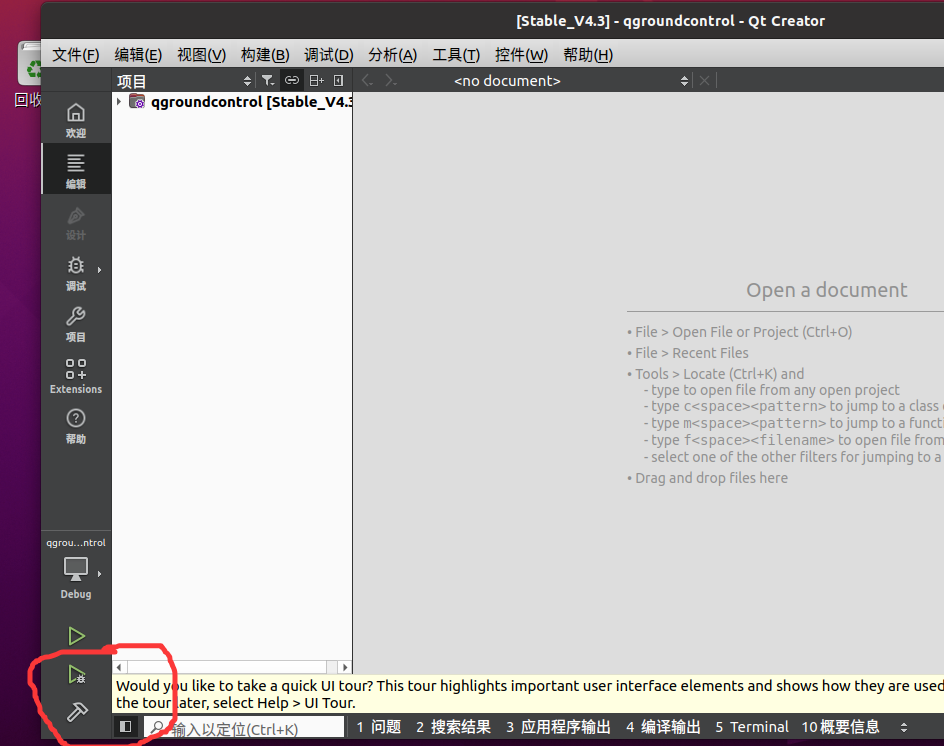 [Stable_V4.3] - qgroundcontrol - Qt Creator
文件(F) 编辑(E) 视图(V) 构建(B) 调试(D) 分析(A) 工具(T) 控件(W) 帮助(H)
项目
<no document>
回收
qgroundcontrol [Stable_V4.3
欢迎
编辑
设计
调试
项目
Extensions
帮助
Open a document
• File > Open File or Project (Ctrl+O)
• File > Recent Files
• Tools > Locate (Ctrl+K) and
- type to open file from any open project
- type c<space><pattern> to jump to a class
- type m<space><pattern> to jump to a functi
- type f<space><filename> to open file from
- select one of the other filters for jumping to a
• Drag and drop files here
qgrou...ntrol
Debug
Would you like to take a quick UI tour? This tour highlights important user interface elements and shows how they are used
the tour later, select Help > UI Tour.
输入以定位(Ctrl+K)
1 问题 2 搜索结果 3 应用程序输出 4 编译输出 5 Terminal 10 概要信息